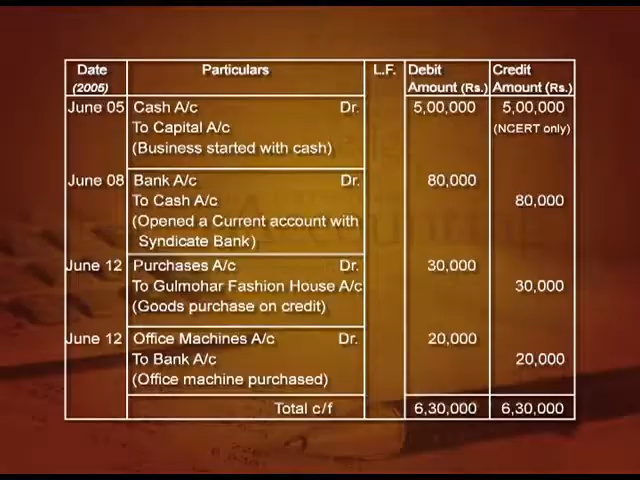 Date Particulars L.F. Debit Credit
(2005) Amount (Rs.) Amount (Rs.)
June 05 Cash A/c Dr. 5,00,000 5,00,000
To Capital A/c (NCERT only)
(Business started with cash)
June 08 Bank A/c Dr. 80,000
To Cash A/c 80,000
(Opened a Current account with
Syndicate Bank)
June 12 Purchases A/c Dr. 30,000
To Gulmohar Fashion House A/c 30,000
(Goods purchase on credit)
June 12 Office Machines A/c Dr. 20,000
To Bank A/c 20,000
(Office machine purchased)
Total c/f 6,30,000 6,30,000